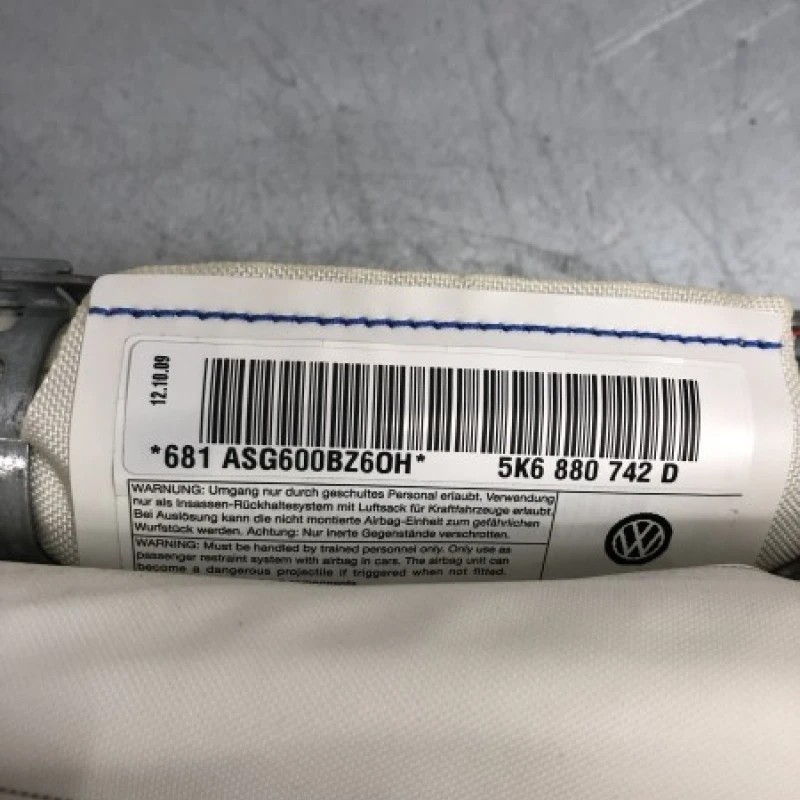 12.10.09
*681 ASG600BZ6OH* 5K6 880 742 D
WARNUNG: Umgang nur durch geschultes Personal erlaubt. Verwendung
nur als Insassen-Rückhaltesystem mit Luftsack für Kraftfahrzeuge erlaubt.
Bei Auslösung kann die nicht montierte Airbag-Einheit zum gefährlichen
Wurfstück werden. Achtung: Nur inerte Gegenstände verschrotten.
WARNING: Must be handled by trained personnel only. Only use as
passenger restraint system with airbag in cars. The airbag unit can
become a dangerous projectile if triggered when not fitted.